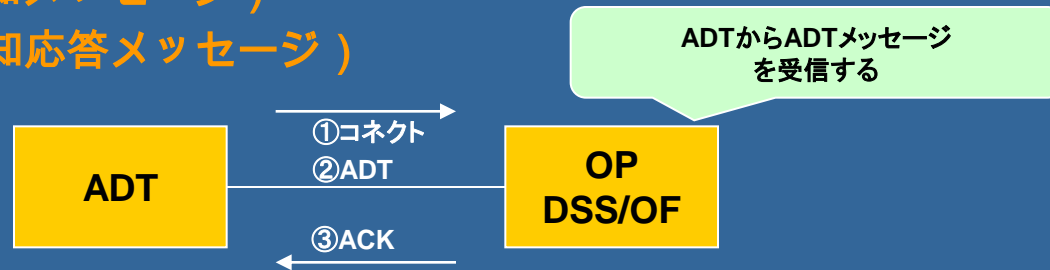 知応答メッセージ )
ADTからADTメッセージ
を受信する
①コネクト
②ADT
③ACK
ADT
OP
DSS/OF